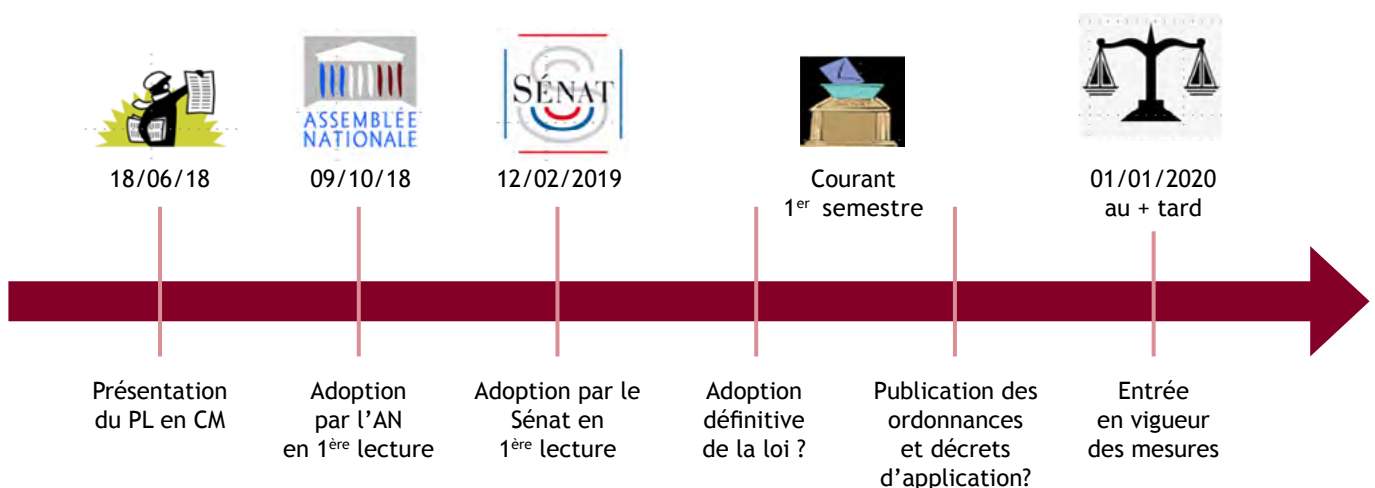 ASSEMBLÉE
NATIONALE
SÉNAT
18/06/18
09/10/18
12/02/2019
Courant
1er semestre
01/01/2020
au + tard
Présentation
du PL en CM
Adoption
par l'AN
en 1ère lecture
Adoption par le
Sénat en
1ère lecture
Adoption
définitive
de la loi ?
Publication des
ordonnances
et décrets
d'application?
Entrée
en vigueur
des mesures